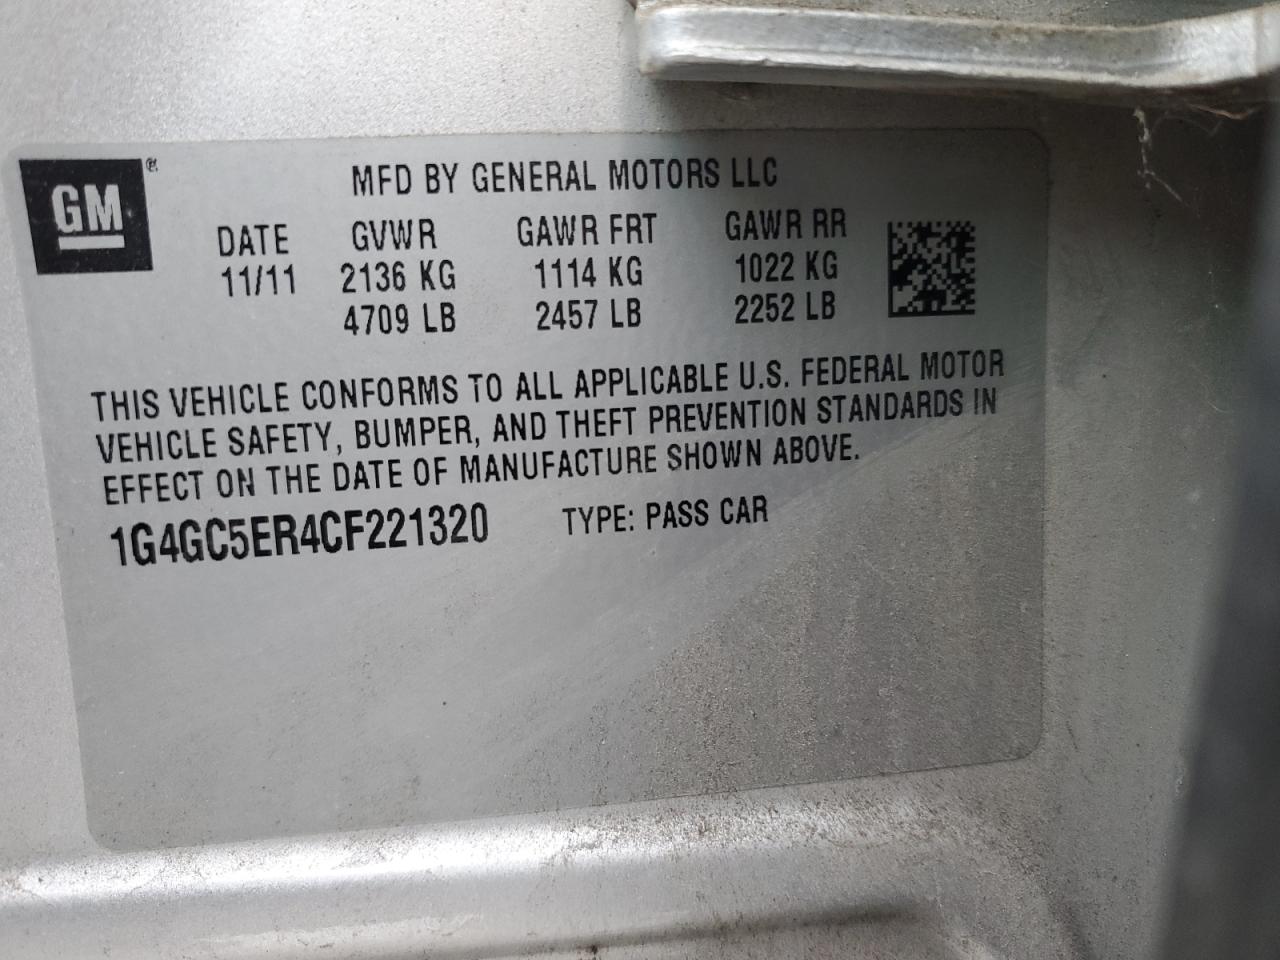 GM®
MFD BY GENERAL MOTORS LLC
DATE GVWR GAWR FRT GAWR RR
11/11 2136 KG 1114 KG 1022 KG
4709 LB 2457 LB 2252 LB
THIS VEHICLE CONFORMS TO ALL APPLICABLE U.S. FEDERAL MOTOR
VEHICLE SAFETY, BUMPER, AND THEFT PREVENTION STANDARDS IN
EFFECT ON THE DATE OF MANUFACTURE SHOWN ABOVE.
1G4GC5ER4CF221320 TYPE: PASS CAR